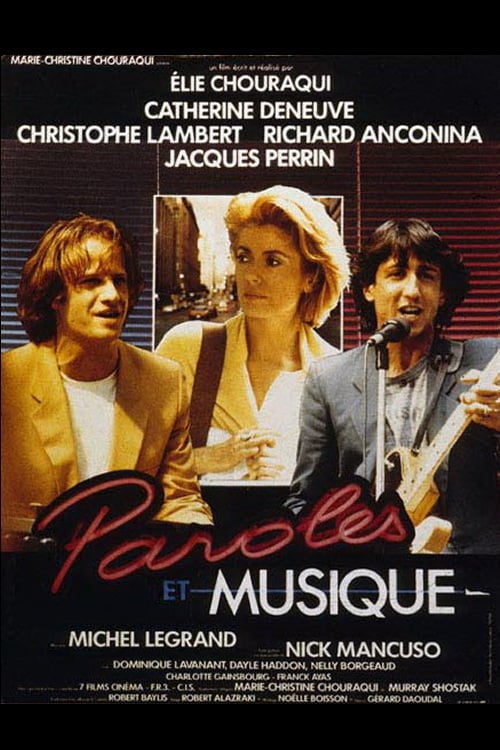 MARIE-CHRISTINE CHOURAQUI
un film écrit et réalisé par
ÉLIE CHOURAQUI
CATHERINE DENEUVE
CHRISTOPHE LAMBERT RICHARD ANCONINA
JACQUES PERRIN
Paroles
ET MUSIQUE
MICHEL LEGRAND
NICK MANCUSO
DOMINIQUE LAVANANT, DAYLE HADDON, NELLY BORGEAUD
CHARLOTTE GAINSBOURG - FRANCK AYAS
7 FILMS CINÉMA - F.R.3. - C.I.S. MARIE-CHRISTINE CHOURAQUI MURRAY SHOSTAK
ROBERT BAYLIS ROBERT ALAZRAKI NOËLLE BOISSON GÉRARD DAOUDAL